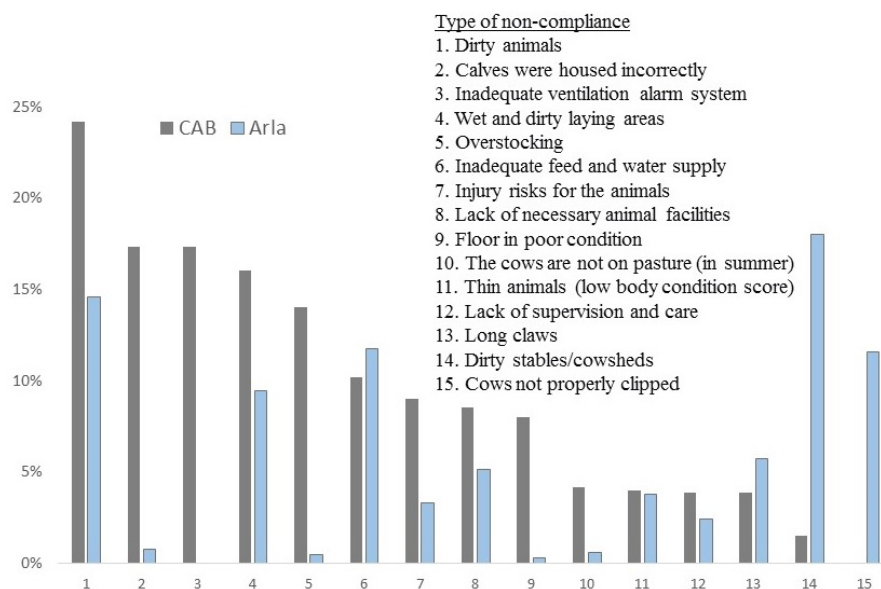 Type of non-compliance
1. Dirty animals
2. Calves were housed incorrectly
3. Inadequate ventilation alarm system
4. Wet and dirty laying areas
5. Overstocking
6. Inadequate feed and water supply
7. Injury risks for the animals
8. Lack of necessary animal facilities
9. Floor in poor condition
10. The cows are not on pasture (in summer)
11. Thin animals (low body condition score)
12. Lack of supervision and care
13. Long claws
14. Dirty stables/cowsheds
15. Cows not properly clipped
CAB Arla
25%
20%
15%
10%
5%
0%
1 2 3 4 5 6 7 8 9 10 11 12 13 14 15